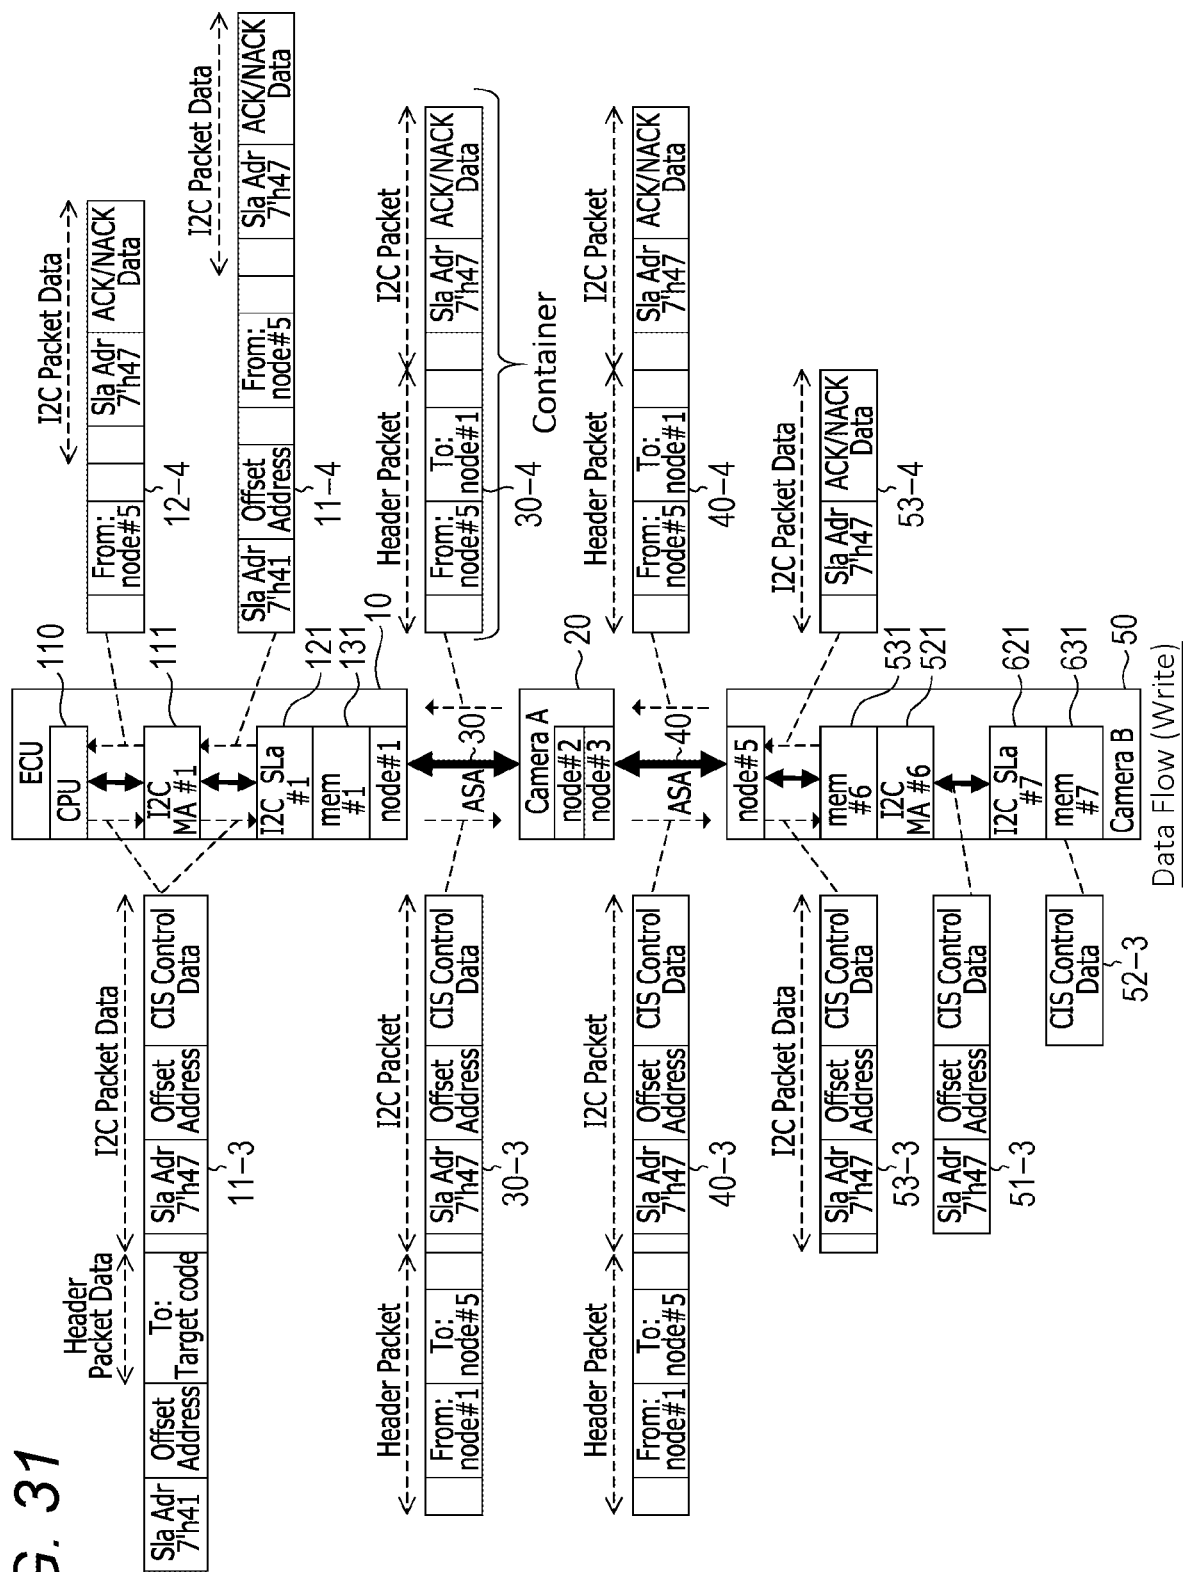 G. 31
ECU
CPU
110
I2C
MA #1
111
I2C SLa
#1
121
mem
#1
131
node#1
10
ASA
30
Camera A
20
node#2
node#3
ASA
40
node#5
mem
#6
531
I2C
MA #6
521
I2C SLa
#7
621
mem
#7
631
Camera B
50
Header
Packet Data
I2C Packet Data
Sla Adr
7'h41
Offset
Address
To:
Target code
Sla Adr
7'h47
Offset
Address
CIS Control
Data
11-3
Header Packet
I2C Packet
From:
node#1
To:
node#5
Sla Adr
7'h47
Offset
Address
CIS Control
Data
30-3
Header Packet
I2C Packet
From:
node#1
To:
node#5
Sla Adr
7'h47
Offset
Address
CIS Control
Data
40-3
I2C Packet Data
Sla Adr
7'h47
Offset
Address
CIS Control
Data
53-3
Sla Adr
7'h47
Offset
Address
CIS Control
Data
51-3
CIS Control
Data
52-3
I2C Packet Data
From:
node#5
Sla Adr
7'h47
ACK/NACK
Data
12-4
I2C Packet Data
Sla Adr
7'h41
Offset
Address
From:
node#5
Sla Adr
7'h47
ACK/NACK
Data
11-4
Header Packet
I2C Packet
From:
node#5
To:
node#1
Sla Adr
7'h47
ACK/NACK
Data
30-4
Container
Header Packet
I2C Packet
From:
node#5
To:
node#1
Sla Adr
7'h47
ACK/NACK
Data
40-4
I2C Packet Data
Sla Adr
7'h47
ACK/NACK
Data
53-4
Data Flow (Write)